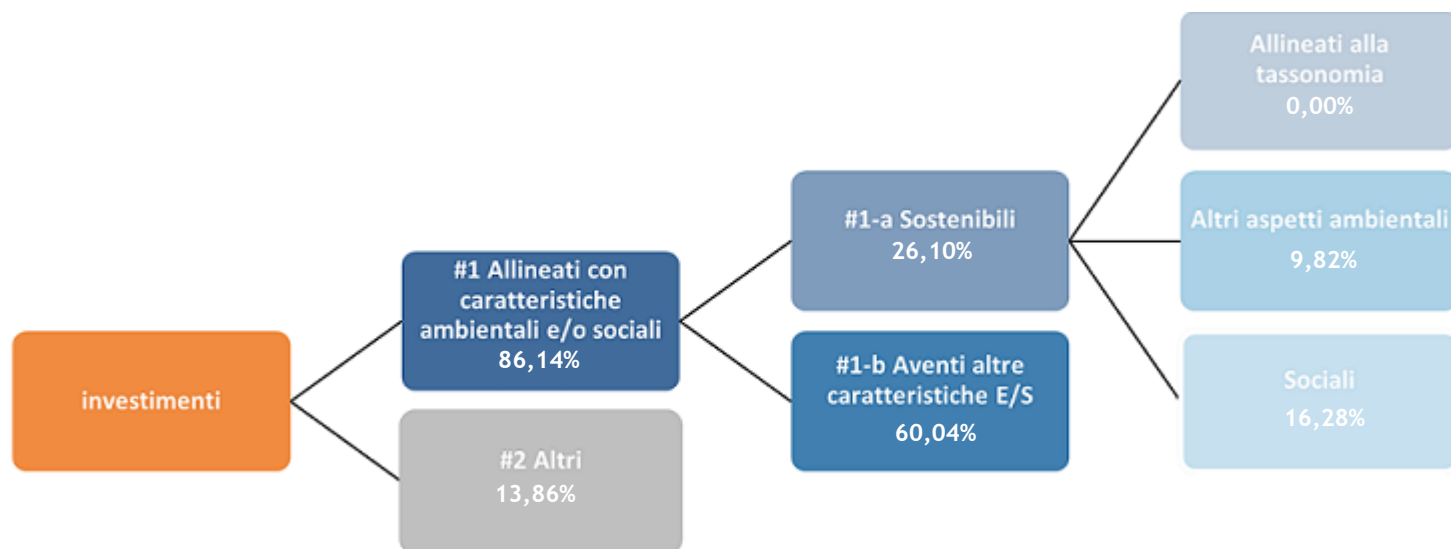 investimenti
#1 Allineati con
caratteristiche
ambientali e/o sociali
86,14%
#2 Altri
13,86%
#1-a Sostenibili
26,10%
#1-b Aventi altre
caratteristiche E/S
60,04%
Allineati alla
tassonomia
0,00%
Altri aspetti ambientali
9,82%
Sociali
16,28%